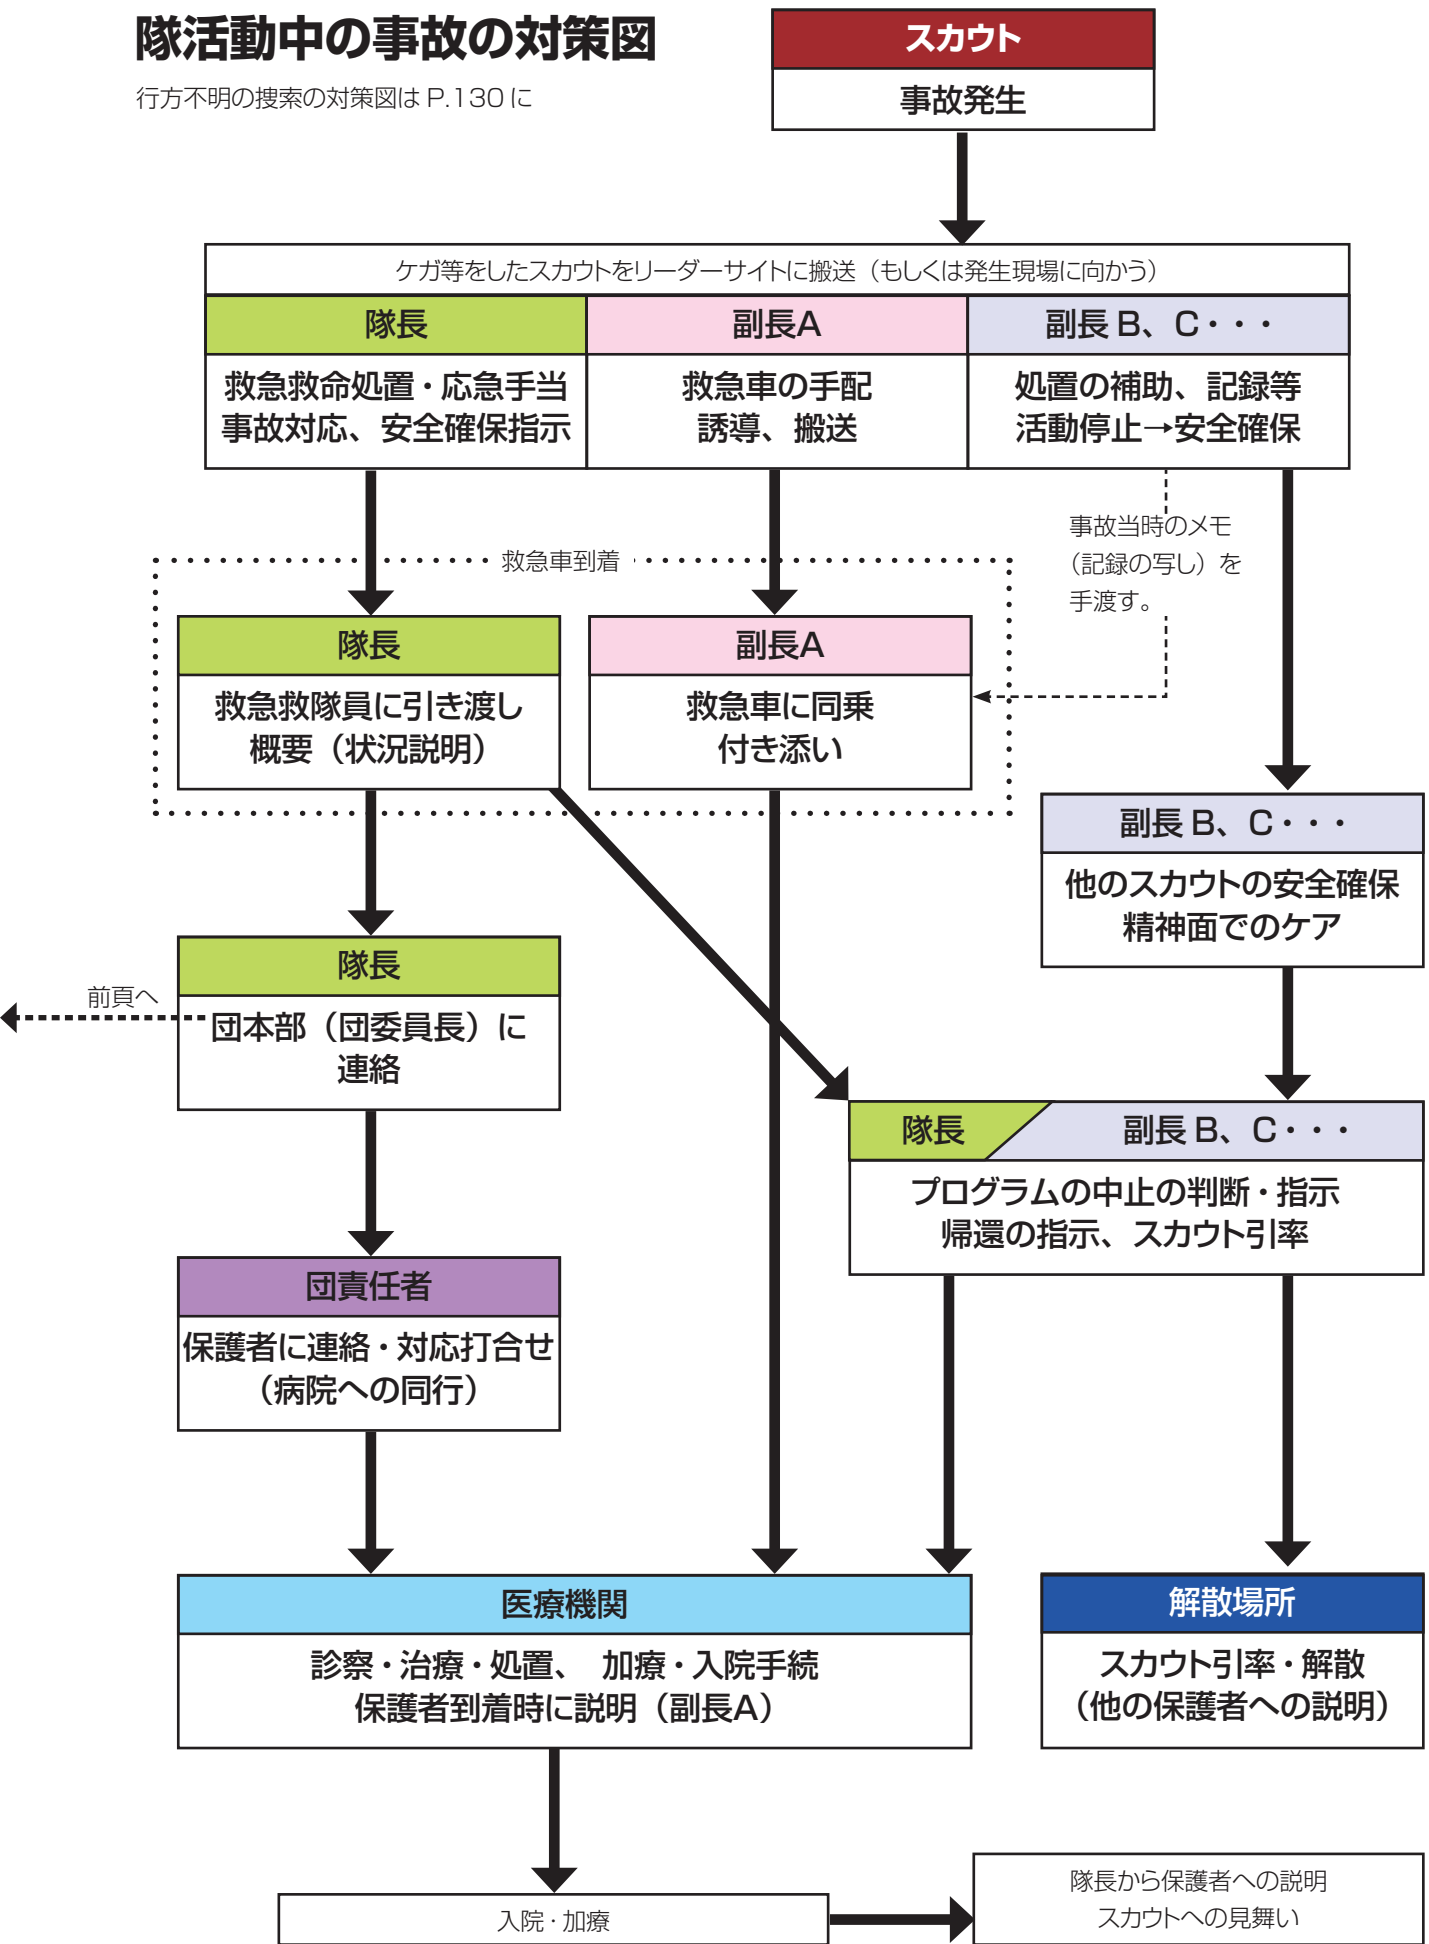 隊活動中の事故の対策図
行方不明の捜索の対策図は P.130 に
スカウト
事故発生
ケガ等をしたスカウトをリーダーサイトに搬送（もしくは発生現場に向かう）
隊長
救急救命処置・応急手当
事故対応、安全確保指示
副長A
救急車の手配
誘導、搬送
副長 B、C・・・
処置の補助、記録等
活動停止→安全確保
事故当時のメモ
（記録の写し）を
手渡す。
救急車到着
隊長
救急救隊員に引き渡し
概要（状況説明）
副長A
救急車に同乗
付き添い
副長 B、C・・・
他のスカウトの安全確保
精神面でのケア
隊長
団本部（団委員長）に
連絡
前頁へ
隊長
副長 B、C・・・
プログラムの中止の判断・指示
帰還の指示、スカウト引率
団責任者
保護者に連絡・対応打合せ
（病院への同行）
医療機関
診察・治療・処置、 加療・入院手続
保護者到着時に説明（副長A）
解散場所
スカウト引率・解散
（他の保護者への説明）
入院・加療
隊長から保護者への説明
スカウトへの見舞い